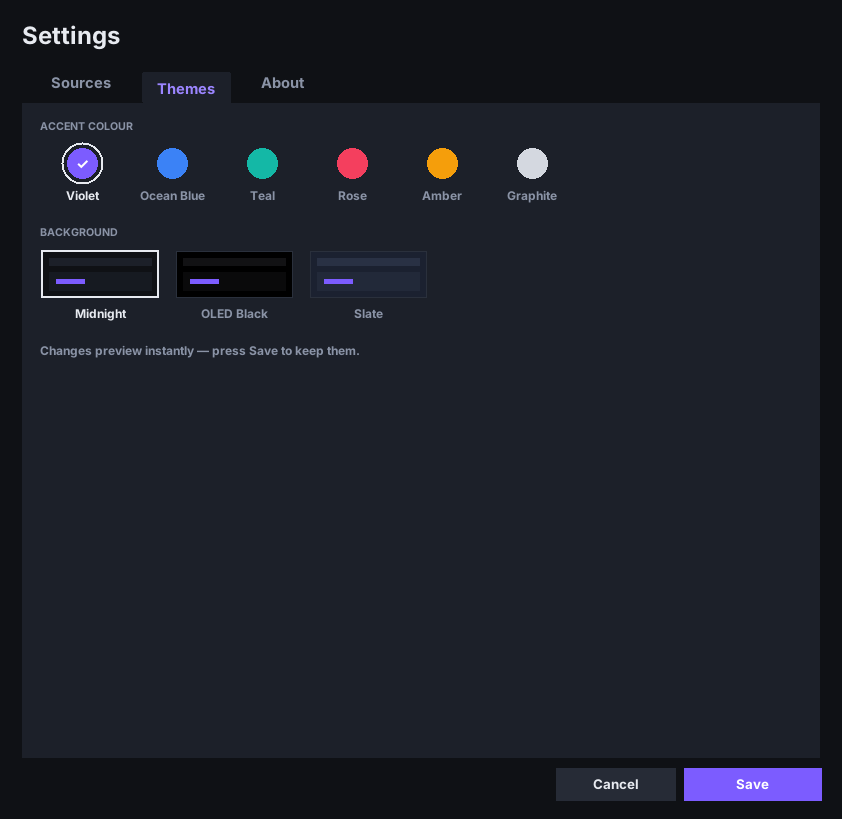 Settings
Sources Themes About
ACCENT COLOUR
Violet Ocean Blue Teal Rose Amber Graphite
BACKGROUND
Midnight OLED Black Slate
Changes preview instantly — press Save to keep them.
Cancel Save